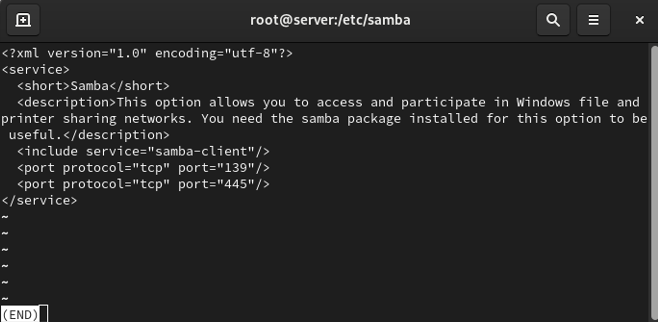 root@server:/etc/samba
<?xml version="1.0" encoding="utf-8"?>
<service>
  <short>Samba</short>
  <description>This option allows you to access and participate in Windows file and
printer sharing networks. You need the samba package installed for this option to be
 useful.</description>
  <include service="samba-client"/>
  <port protocol="tcp" port="139"/>
  <port protocol="tcp" port="445"/>
</service>
~
~
~
~
~
~
(END)